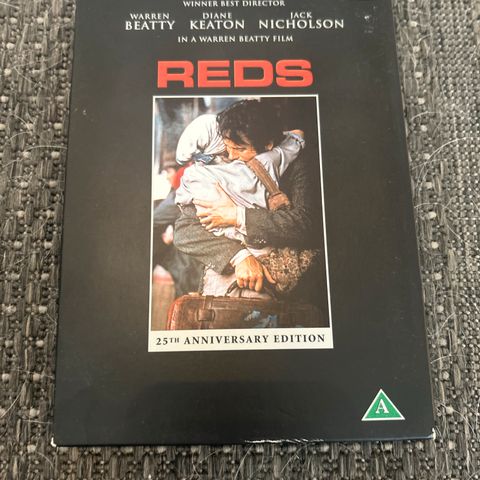 WINNER BEST DIRECTOR
WARREN DIANE JACK
BEATTY KEATON NICHOLSON
IN A WARREN BEATTY FILM
REDS
25TH ANNIVERSARY EDITION
A